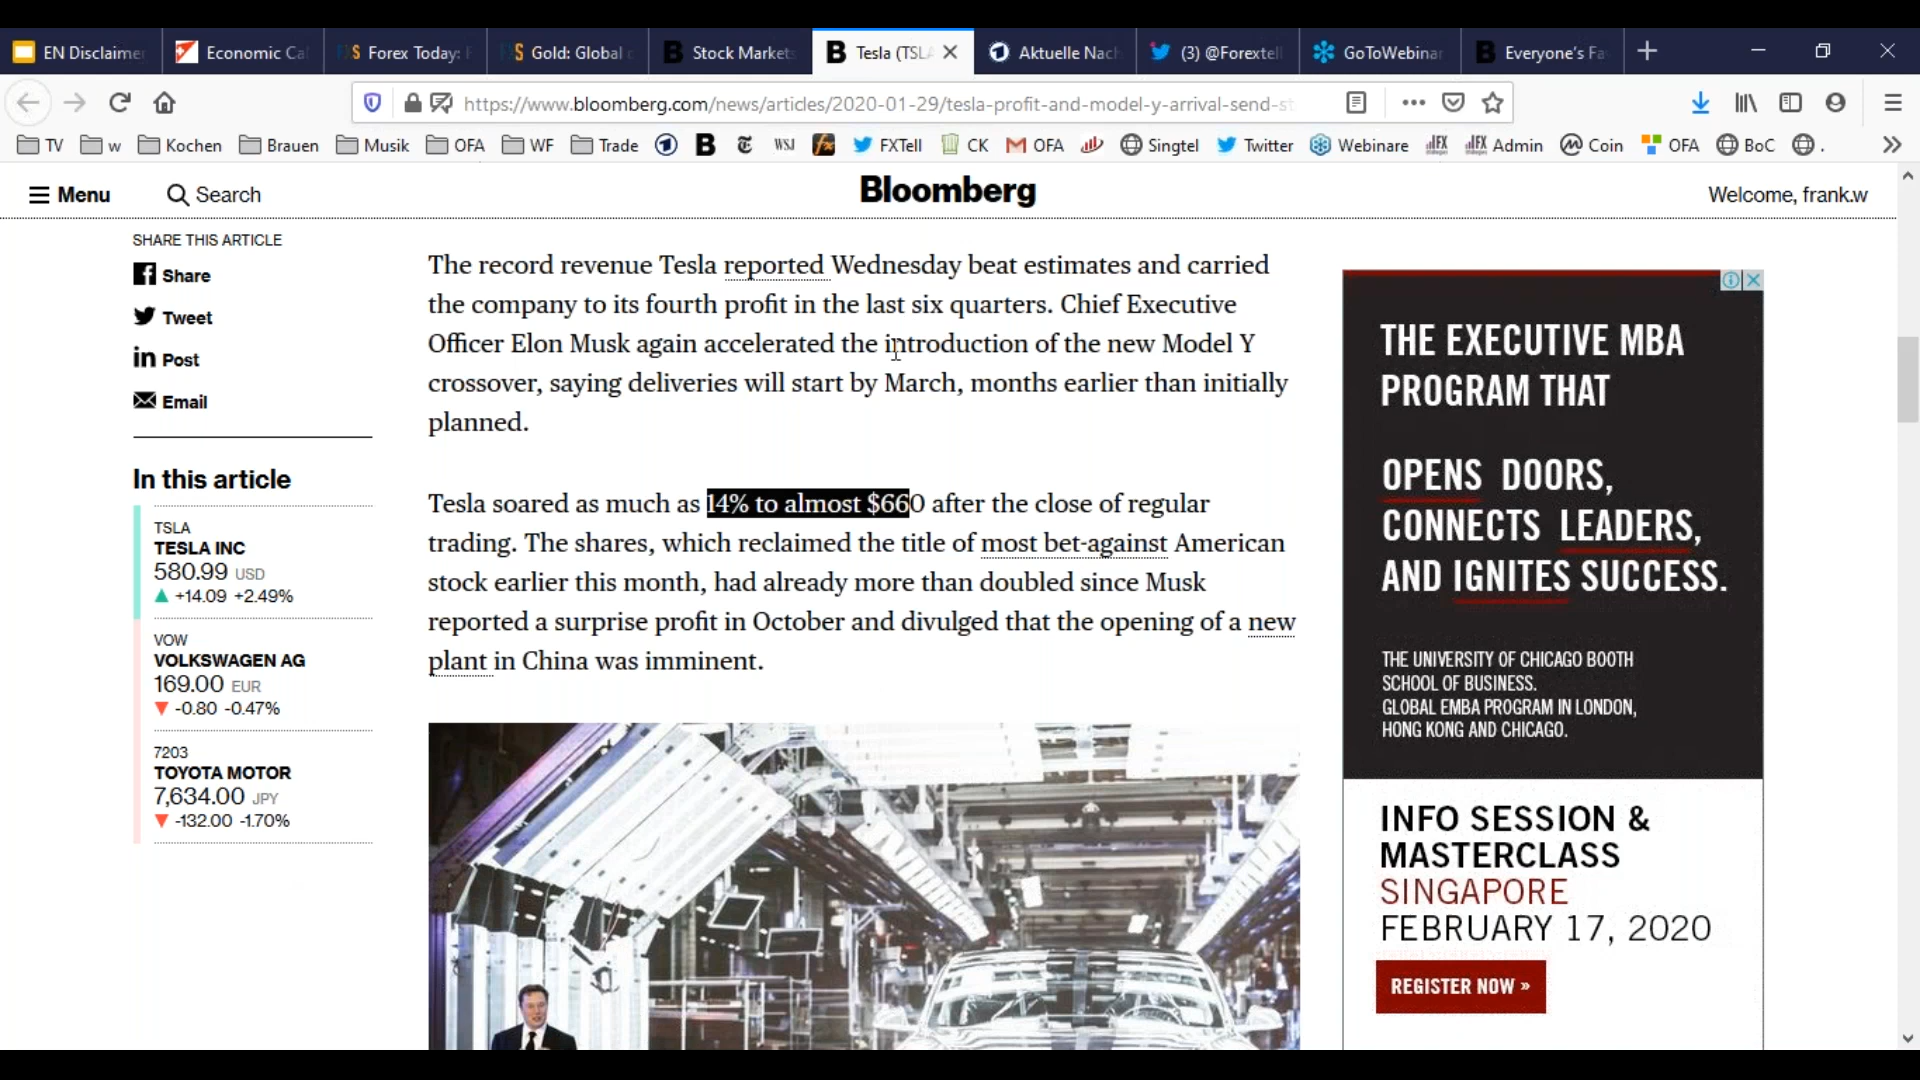 EN Disclaimer
Economic Ca
Forex Today: F
Gold: Global
Stock Markets
Tesla (TSLA
Aktuelle Nach
(3) @Forextell
GoToWebinar
Everyone's Fa
https://www.bloomberg.com/news/articles/2020-01-29/tesla-profit-and-model-y-arrival-send-st
TV
w
Kochen
Brauen
Musik
OFA
WF
Trade
B
WSJ
fx
FXTell
CK
OFA
Singtel
Twitter
Webinare
Admin
Coin
OFA
BoC
.
Menu
Search
Bloomberg
Welcome, frank.w
SHARE THIS ARTICLE
Share
Tweet
Post
Email
In this article
TSLA
TESLA INC
580.99 USD
+14.09 +2.49%
VOW
VOLKSWAGEN AG
169.00 EUR
-0.80 -0.47%
7203
TOYOTA MOTOR
7,634.00 JPY
-132.00 -1.70%
The record revenue Tesla reported Wednesday beat estimates and carried
the company to its fourth profit in the last six quarters. Chief Executive
Officer Elon Musk again accelerated the introduction of the new Model Y
crossover, saying deliveries will start by March, months earlier than initially
planned.
Tesla soared as much as 14% to almost $660 after the close of regular
trading. The shares, which reclaimed the title of most bet-against American
stock earlier this month, had already more than doubled since Musk
reported a surprise profit in October and divulged that the opening of a new
plant in China was imminent.
THE EXECUTIVE MBA
PROGRAM THAT
OPENS DOORS,
CONNECTS LEADERS,
AND IGNITES SUCCESS.
THE UNIVERSITY OF CHICAGO BOOTH
SCHOOL OF BUSINESS.
GLOBAL EMBA PROGRAM IN LONDON,
HONG KONG AND CHICAGO.
INFO SESSION &
MASTERCLASS
SINGAPORE
FEBRUARY 17, 2020
REGISTER NOW »